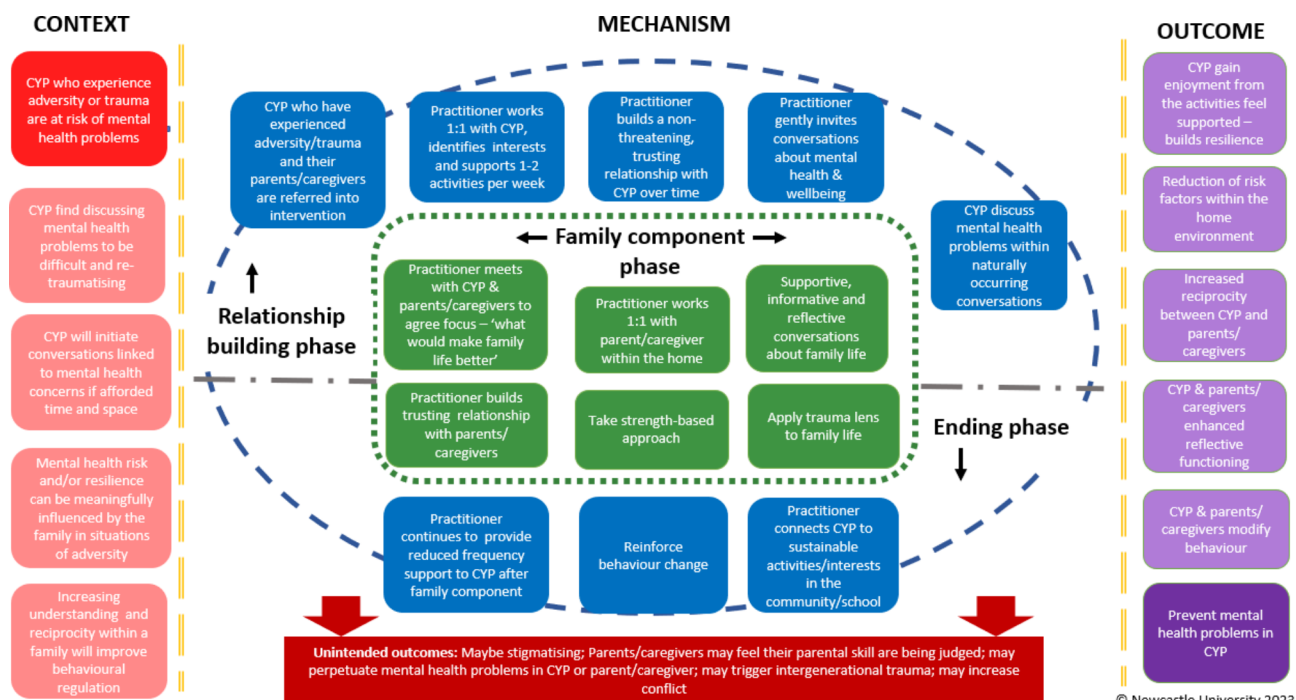 CONTEXT
CYP who experience
adversity or trauma
are at risk of mental
health problems
CYP find discussing
mental health
problems to be
difficult and re-
traumatising
CYP will initiate
conversations linked
to mental health
concerns if afforded
time and space
Mental health risk
and/or resilience
can be meaningfully
influenced by the
family in situations
of adversity
Increasing
understanding and
reciprocity within a
family will improve
behavioural
regulation
MECHANISM
CYP who have
experienced
adversity/trauma
and their
parents/caregivers
are referred into
intervention
Practitioner works
1:1 with CYP,
identifies interests
and supports 1-2
activities per week
Practitioner
builds a non-
threatening,
trusting
relationship with
CYP over time
Practitioner
gently invites
conversations
about mental
health &
wellbeing
CYP discuss
mental health
problems within
naturally
occurring
conversations
Relationship
building phase
Family component
phase
Practitioner meets
with CYP &
parents/caregivers to
agree focus – ‘what
would make family
life better’
Practitioner works
1:1 with
parent/caregiver
within the home
Supportive,
informative and
reflective
conversations
about family life
Practitioner builds
trusting relationship
with parents/
caregivers
Take strength-based
approach
Apply trauma lens
to family life
Ending phase
Practitioner
continues to provide
reduced frequency
support to CYP after
family component
Reinforce
behaviour change
Practitioner
connects CYP to
sustainable
activities/interests
in the
community/school
Unintended outcomes: Maybe stigmatising; Parents/caregivers may feel their parental skill are being judged; may
perpetuate mental health problems in CYP or parent/caregiver; may trigger intergenerational trauma; may increase
conflict
OUTCOME
CYP gain
enjoyment from
the activities feel
supported –
builds resilience
Reduction of risk
factors within the
home
environment
Increased
reciprocity
between CYP and
parents/
caregivers
CYP & parents/
caregivers
enhanced
reflective
functioning
CYP & parents/
caregivers modify
behaviour
Prevent mental
health problems in
CYP
© Newcastle University 2023